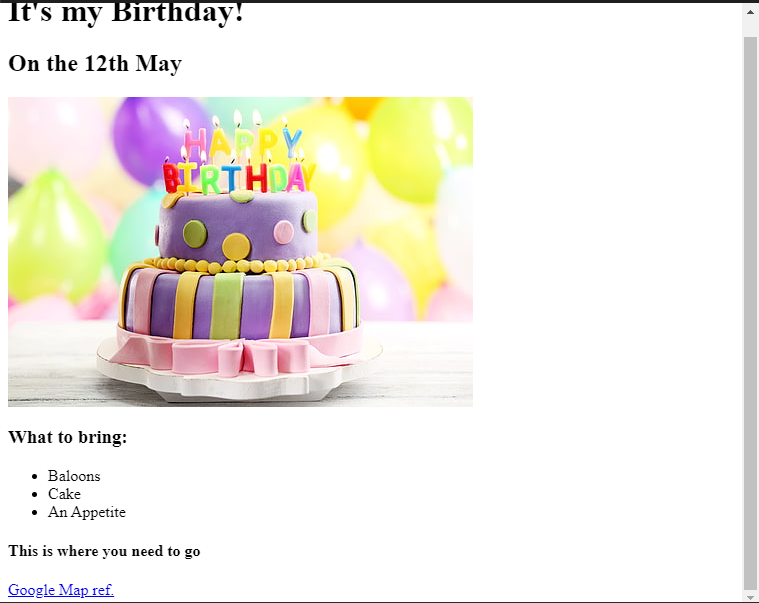 It's my Birthday!
On the 12th May
HAPPY
BIRTHDAY
What to bring:
Baloons
Cake
An Appetite
This is where you need to go
Google Map ref.